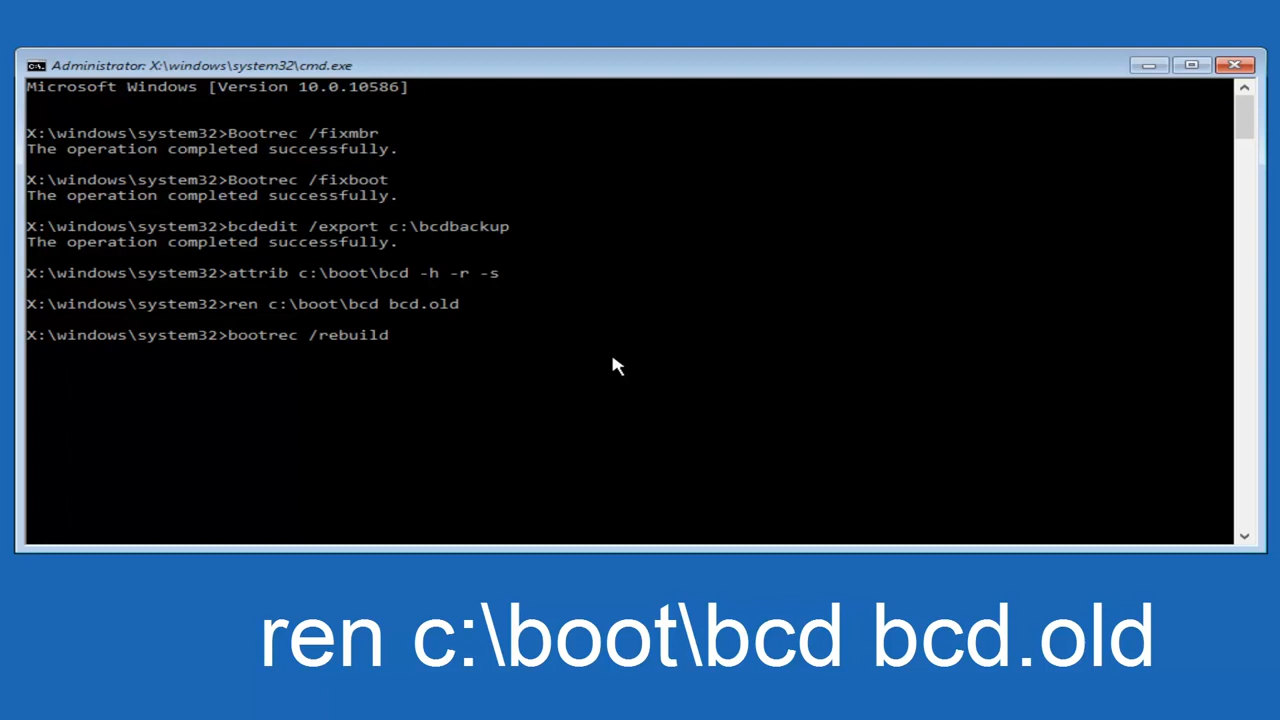 Administrator: X:\windows\system32\cmd.exe
Microsoft Windows [Version 10.0.10586]
X:\windows\system32>Bootrec /fixmbr
The operation completed successfully.
X:\windows\system32>Bootrec /fixboot
The operation completed successfully.
X:\windows\system32>bcdedit /export c:\bcdbackup
The operation completed successfully.
X:\windows\system32>attrib c:\boot\bcd -h -r -s
X:\windows\system32>ren c:\boot\bcd bcd.old
X:\windows\system32>bootrec /rebuild
ren c:\boot\bcd bcd.old